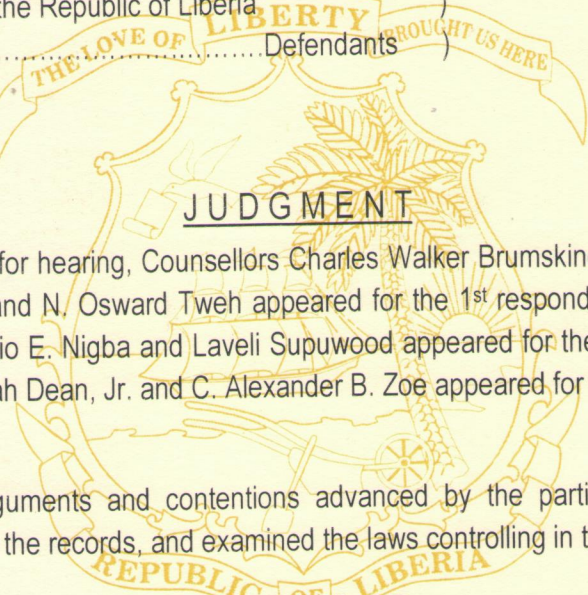 the Republic of Liberia )
THE LOVE OF LIBERTY BROUGHT US HERE
..............................Defendants )
JUDGMENT
for hearing, Counsellors Charles Walker Brumskin
and N. Osward Tweh appeared for the 1st respond
io E. Nigba and Laveli Supuwood appeared for the
ah Dean, Jr. and C. Alexander B. Zoe appeared for
guments and contentions advanced by the parti
the records, and examined the laws controlling in t
REPUBLIC OF LIBERIA